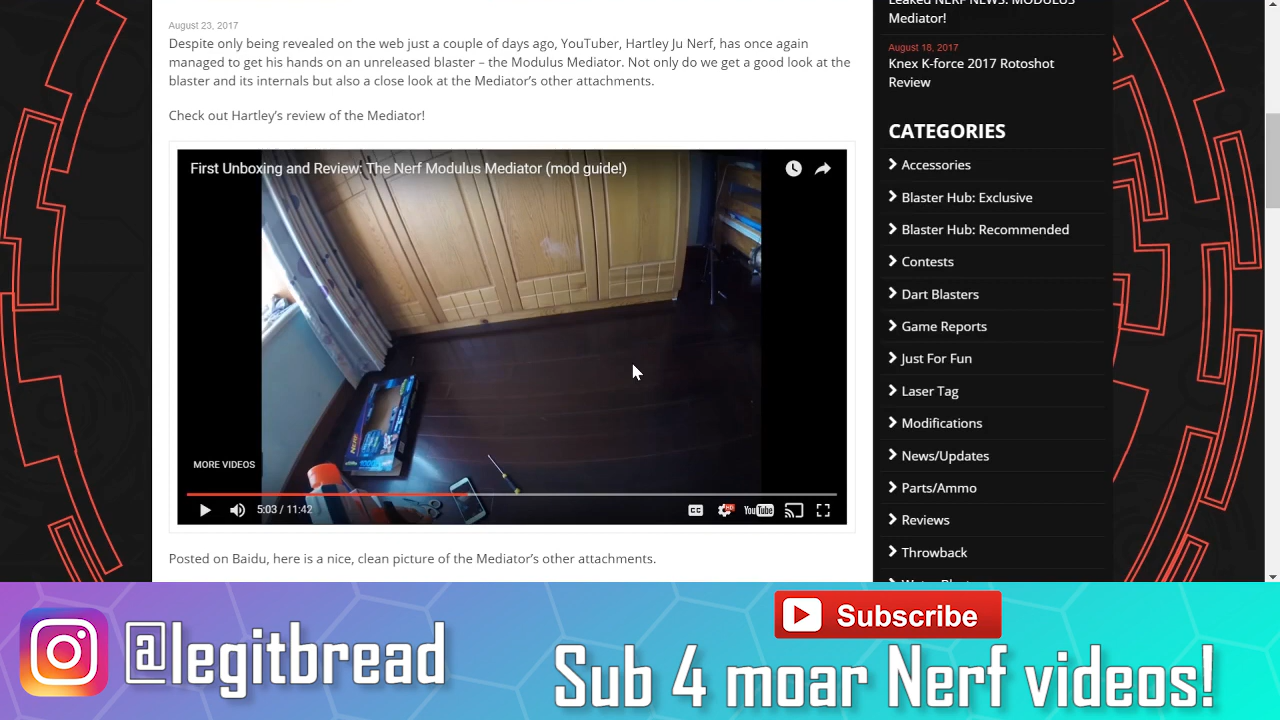 August 23, 2017
Despite only being revealed on the web just a couple of days ago, YouTuber, Hartley Ju Nerf, has once again
managed to get his hands on an unreleased blaster – the Modulus Mediator. Not only do we get a good look at the
blaster and its internals but also a close look at the Mediator's other attachments.
Check out Hartley's review of the Mediator!
First Unboxing and Review: The Nerf Modulus Mediator (mod guide!)
MORE VIDEOS
5:03 / 11:42
CC
HD
YouTube
Posted on Baidu, here is a nice, clean picture of the Mediator's other attachments.
Leaked NERF NEWS: MODULUS
Mediator!
August 18, 2017
Knex K-force 2017 Rotoshot
Review
CATEGORIES
Accessories
Blaster Hub: Exclusive
Blaster Hub: Recommended
Contests
Dart Blasters
Game Reports
Just For Fun
Laser Tag
Modifications
News/Updates
Parts/Ammo
Reviews
Throwback
@legitbread
Subscribe
Sub 4 moar Nerf videos!